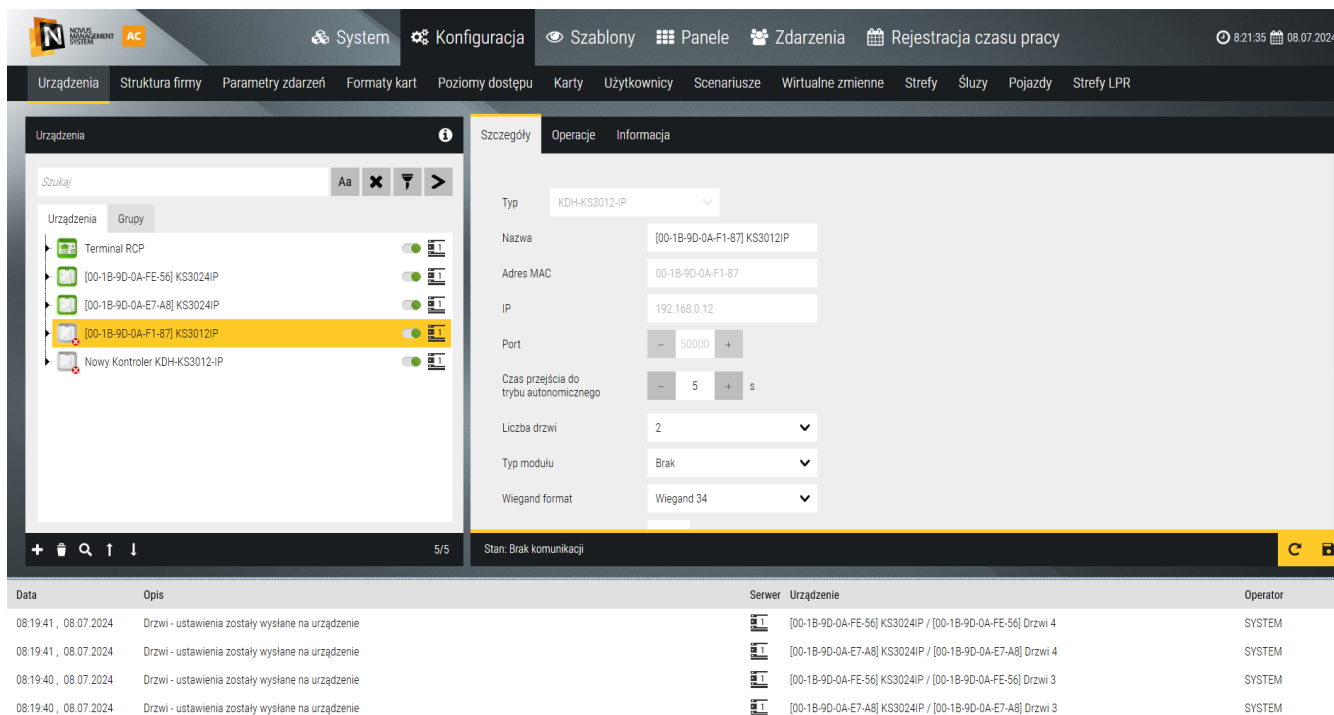 NOVUS MANAGEMENT SYSTEM AC
System Konfiguracja Szablony Panele Zdarzenia Rejestracja czasu pracy
8:21:35 08.07.2024
Urządzenia Struktura firmy Parametry zdarzeń Formaty kart Poziomy dostępu Karty Użytkownicy Scenariusze Wirtualne zmienne Strefy Śluzy Pojazdy Strefy LPR
Urządzenia
Szukaj
Aa
Urządzenia Grupy
Terminal RCP 1
[00-1B-9D-0A-FE-56] KS3024IP 1
[00-1B-9D-0A-E7-A8] KS3024IP 1
[00-1B-9D-0A-F1-87] KS3012IP 1
Nowy Kontroler KDH-KS3012-IP 1
5/5
Szczegóły Operacje Informacja
Typ KDH-KS3012-IP
Nazwa [00-1B-9D-0A-F1-87] KS3012IP
Adres MAC 00-1B-9D-0A-F1-87
IP 192.168.0.12
Port - 50000 +
Czas przejścia do
trybu autonomicznego - 5 + s
Liczba drzwi 2
Typ modułu Brak
Wiegand format Wiegand 34
Stan: Brak komunikacji
Data Opis Serwer Urządzenie Operator
08:19:41 , 08.07.2024 Drzwi - ustawienia zostały wysłane na urządzenie 1 [00-1B-9D-0A-FE-56] KS3024IP / [00-1B-9D-0A-FE-56] Drzwi 4 SYSTEM
08:19:41 , 08.07.2024 Drzwi - ustawienia zostały wysłane na urządzenie 1 [00-1B-9D-0A-E7-A8] KS3024IP / [00-1B-9D-0A-E7-A8] Drzwi 4 SYSTEM
08:19:40 , 08.07.2024 Drzwi - ustawienia zostały wysłane na urządzenie 1 [00-1B-9D-0A-FE-56] KS3024IP / [00-1B-9D-0A-FE-56] Drzwi 3 SYSTEM
08:19:40 , 08.07.2024 Drzwi - ustawienia zostały wysłane na urządzenie 1 [00-1B-9D-0A-E7-A8] KS3024IP / [00-1B-9D-0A-E7-A8] Drzwi 3 SYSTEM